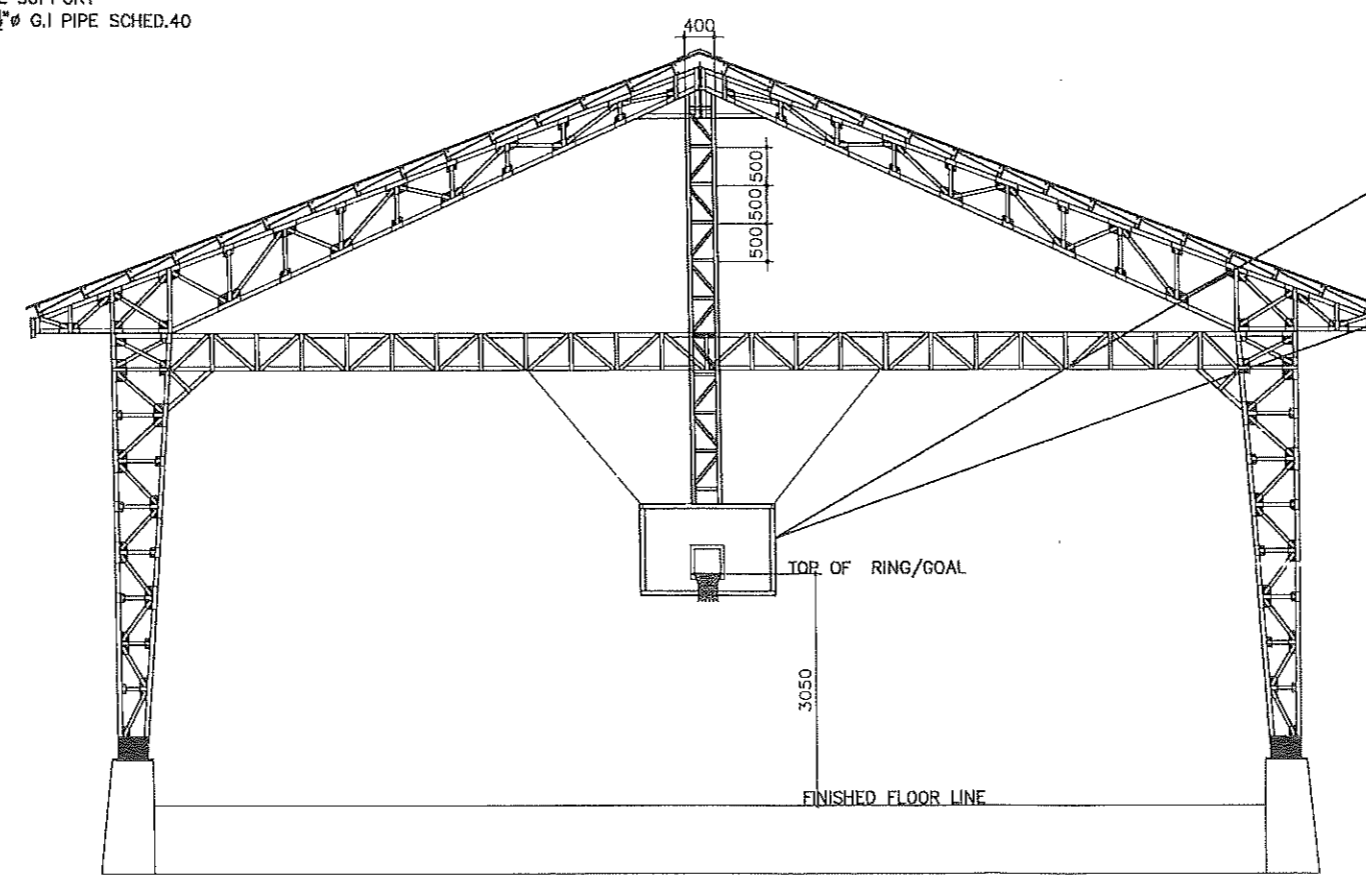 SUPPORT
"ø G.I PIPE SCHED.40
400
500
500
500
TOP OF RING/GOAL
3050
FINISHED FLOOR LINE